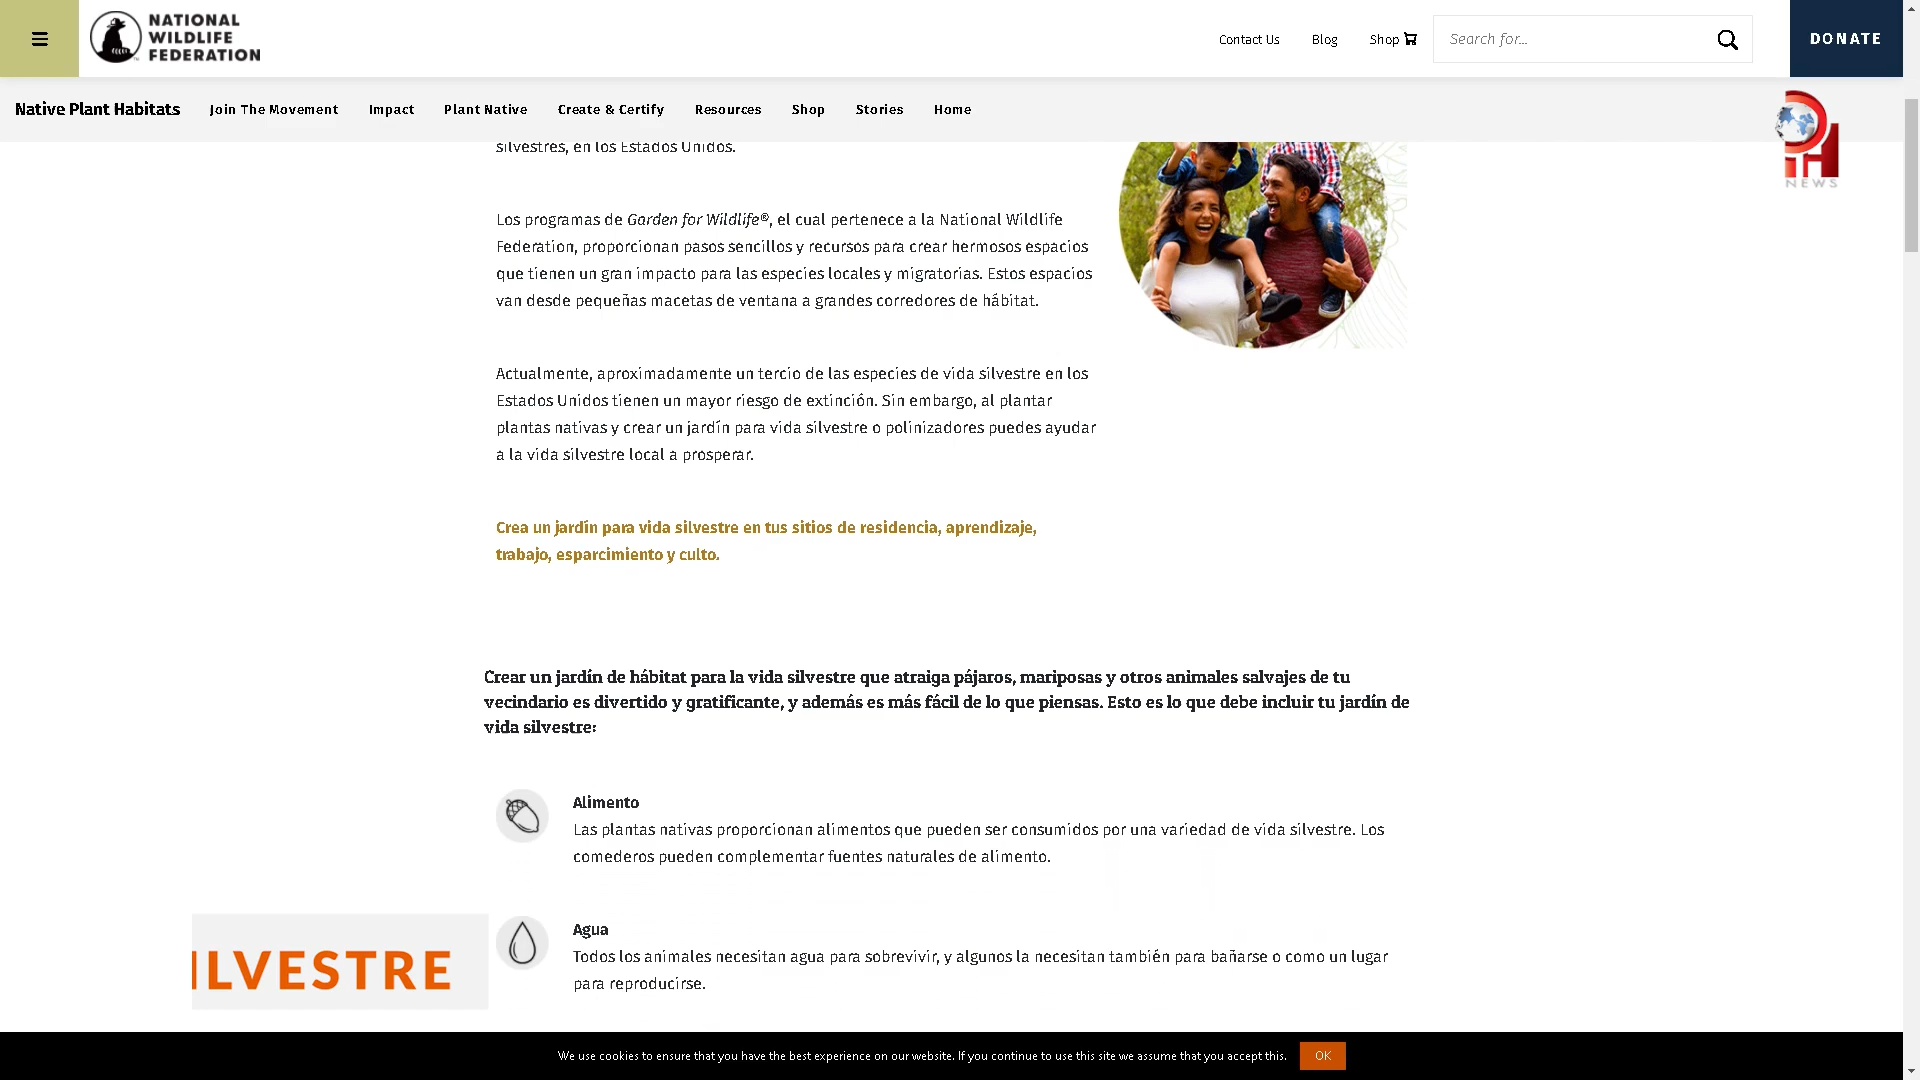 NATIONAL
WILDLIFE
FEDERATION
Contact Us
Blog
Shop
Search for...
DONATE
Native Plant Habitats
Join The Movement
Impact
Plant Native
Create & Certify
Resources
Shop
Stories
Home
silvestres, en los Estados Unidos.
Los programas de Garden for Wildlife®, el cual pertenece a la National Wildlife
Federation, proporcionan pasos sencillos y recursos para crear hermosos espacios
que tienen un gran impacto para las especies locales y migratorias. Estos espacios
van desde pequeñas macetas de ventana a grandes corredores de hábitat.
Actualmente, aproximadamente un tercio de las especies de vida silvestre en los
Estados Unidos tienen un mayor riesgo de extinción. Sin embargo, al plantar
plantas nativas y crear un jardín para vida silvestre o polinizadores puedes ayudar
a la vida silvestre local a prosperar.
Crea un jardín para vida silvestre en tus sitios de residencia, aprendizaje,
trabajo, esparcimiento y culto.
Crear un jardín de hábitat para la vida silvestre que atraiga pájaros, mariposas y otros animales salvajes de tu
vecindario es divertido y gratificante, y además es más fácil de lo que piensas. Esto es lo que debe incluir tu jardín de
vida silvestre:
Alimento
Las plantas nativas proporcionan alimentos que pueden ser consumidos por una variedad de vida silvestre. Los
comederos pueden complementar fuentes naturales de alimento.
Agua
Todos los animales necesitan agua para sobrevivir, y algunos la necesitan también para bañarse o como un lugar
para reproducirse.
ILVESTRE
NEWS
We use cookies to ensure that you have the best experience on our website. If you continue to use this site we assume that you accept this.
OK